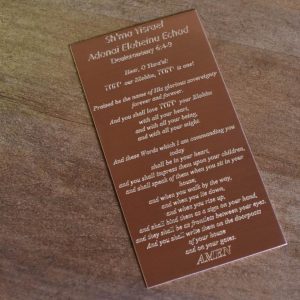 Sh'ma Yisrael
Adonai Eloheinu Echad
Deuteronomy 6:4-9
Hear, O Yisra'el:
יהוה our Elohim, יהוה is one!
Praised be the name of His glorious sovereignty
forever and forever.
And you shall love יהוה your Elohim
with all your heart,
and with all your being,
and with all your might.
And these Words which I am commanding you
today
shall be in your heart,
and you shall impress them upon your children,
and shall speak of them when you sit in your
house,
and when you walk by the way,
and when you lie down,
and when you rise up,
and shall bind them as a sign on your hand,
and they shall be as frontlets between your eyes.
And you shall write them on the doorposts
of your house
and on your gates.
AMEN